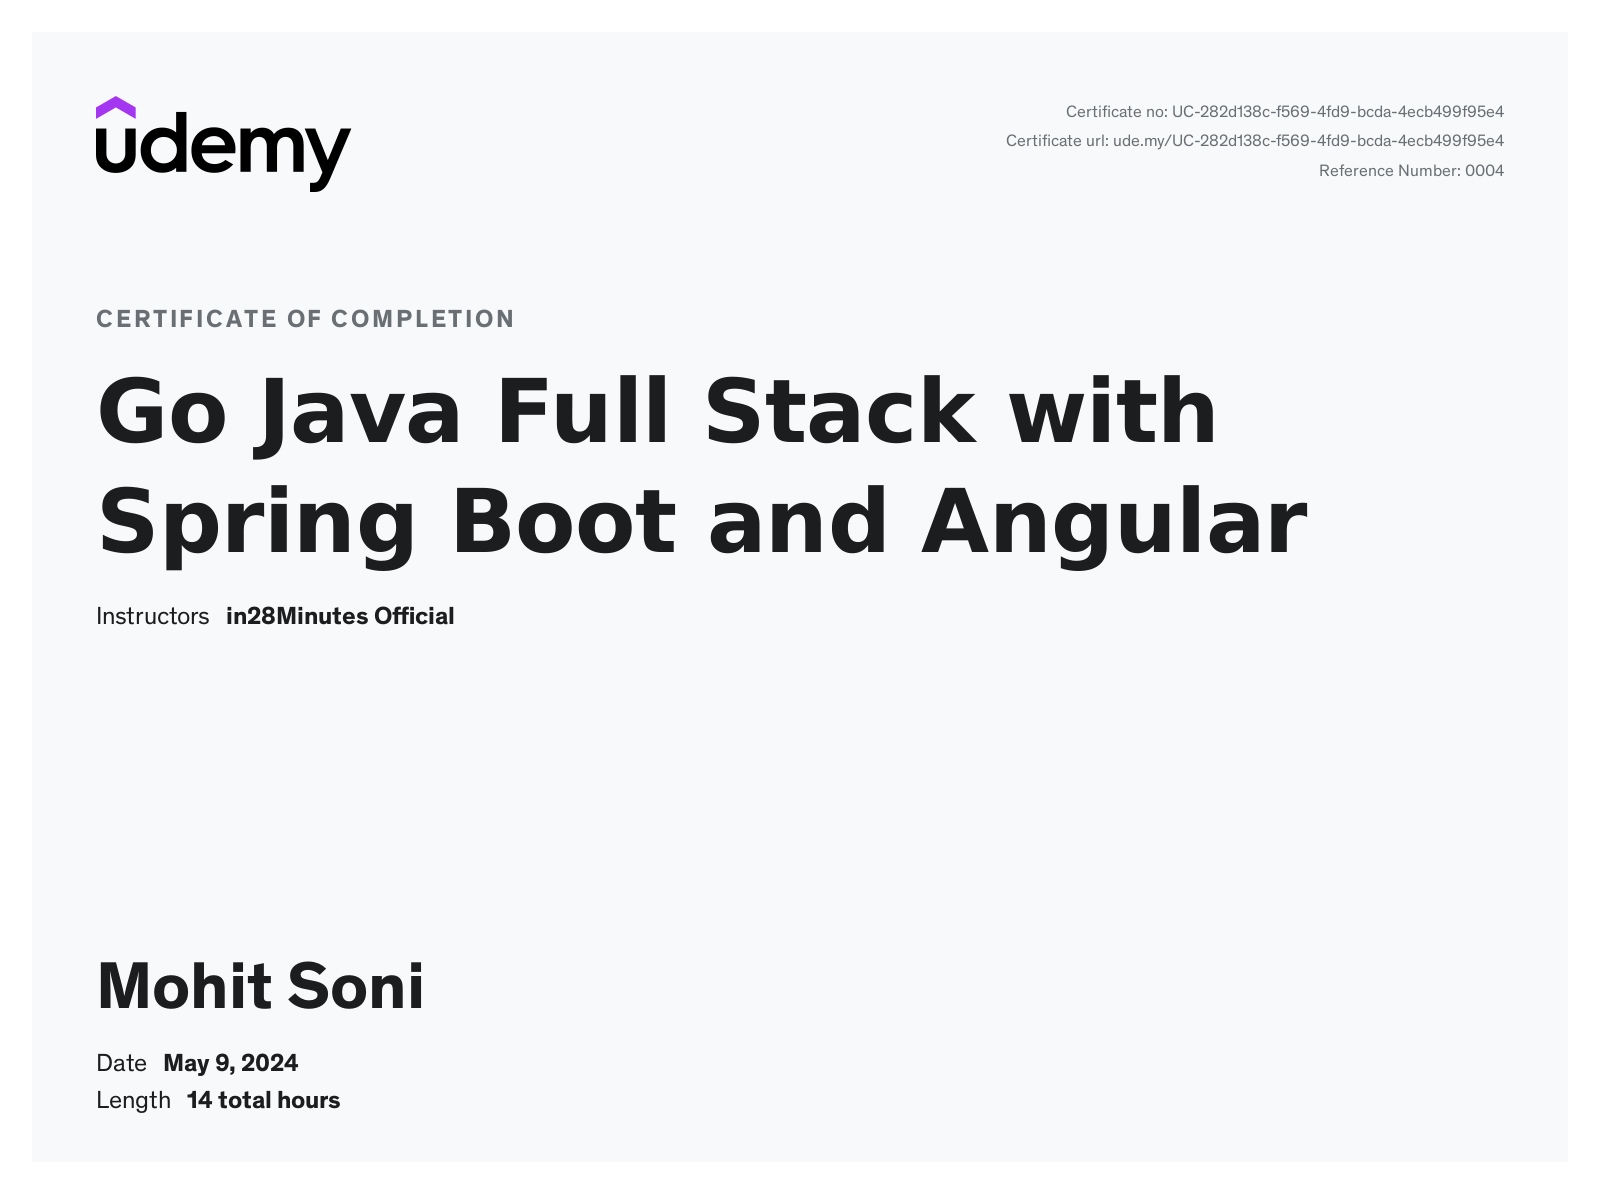 udemy
Certificate no: UC-282d138c-f569-4fd9-bcda-4ecb499f95e4
Certificate url: ude.my/UC-282d138c-f569-4fd9-bcda-4ecb499f95e4
Reference Number: 0004
CERTIFICATE OF COMPLETION
Go Java Full Stack with
Spring Boot and Angular
Instructors in28Minutes Official
Mohit Soni
Date May 9, 2024
Length 14 total hours